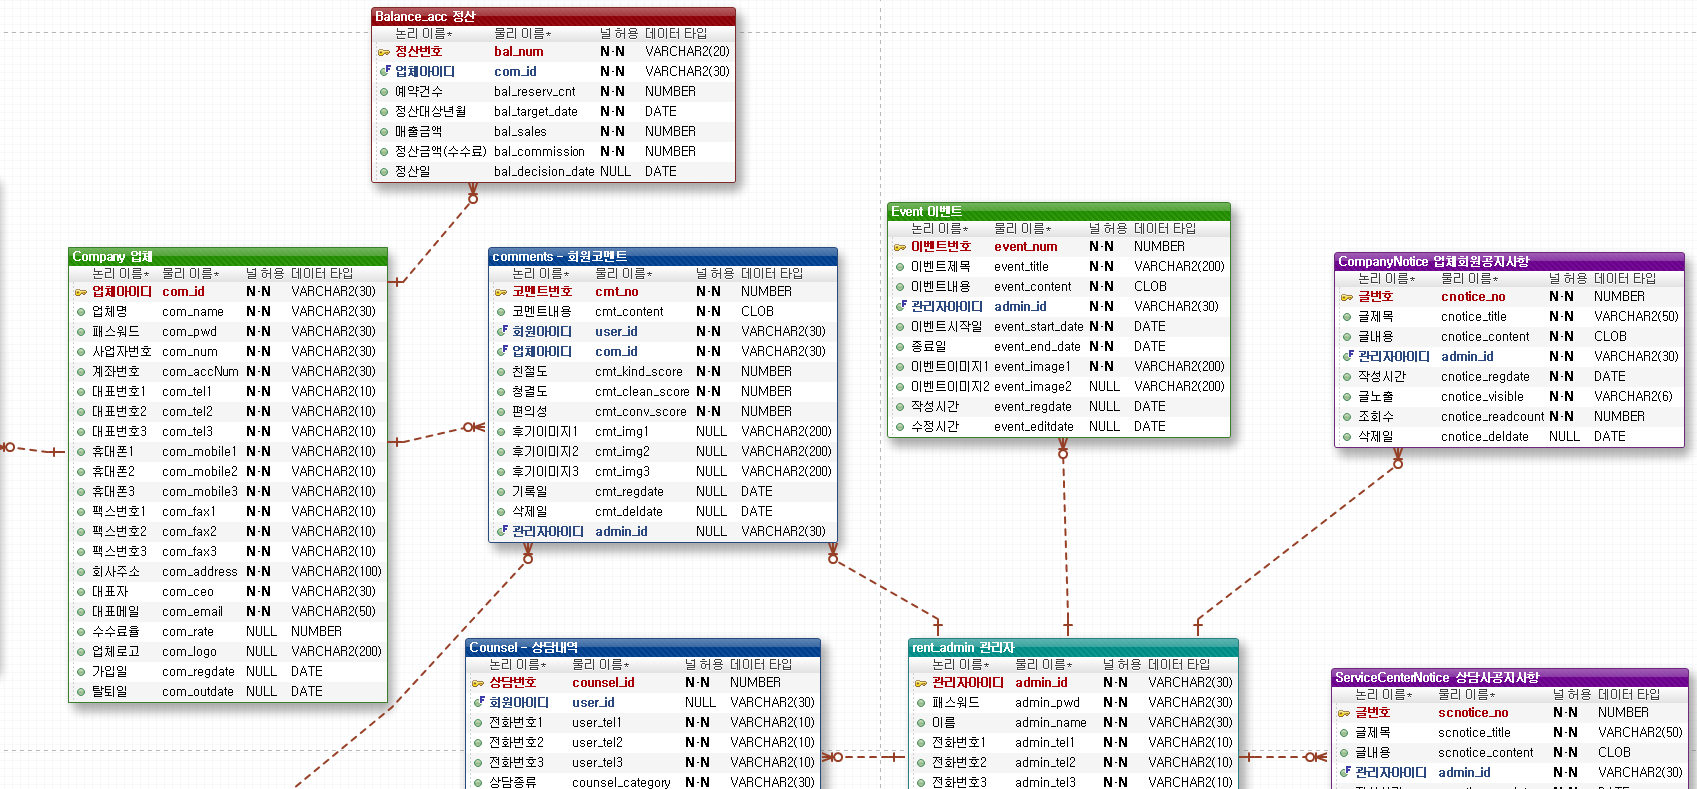 Balance_acc 정산
논리 이름* 물리 이름* 널 허용 데이터 타입
정산번호 bal_num N-N VARCHAR2(20)
업체아이디 com_id N-N VARCHAR2(30)
예약건수 bal_reserv_cnt N-N NUMBER
정산대상년월 bal_target_date N-N DATE
매출금액 bal_sales N-N NUMBER
정산금액(수수료) bal_commission N-N NUMBER
정산일 bal_decision_date NULL DATE
Company 업체
논리 이름* 물리 이름* 널 허용 데이터 타입
업체아이디 com_id N-N VARCHAR2(30)
업체명 com_name N-N VARCHAR2(30)
패스워드 com_pwd N-N VARCHAR2(30)
사업자번호 com_num N-N VARCHAR2(30)
계좌번호 com_accNum N-N VARCHAR2(30)
대표번호1 com_tel1 N-N VARCHAR2(10)
대표번호2 com_tel2 N-N VARCHAR2(10)
대표번호3 com_tel3 N-N VARCHAR2(10)
휴대폰1 com_mobile1 N-N VARCHAR2(10)
휴대폰2 com_mobile2 N-N VARCHAR2(10)
휴대폰3 com_mobile3 N-N VARCHAR2(10)
팩스번호1 com_fax1 N-N VARCHAR2(10)
팩스번호2 com_fax2 N-N VARCHAR2(10)
팩스번호3 com_fax3 N-N VARCHAR2(10)
회사주소 com_address N-N VARCHAR2(100)
대표자 com_ceo N-N VARCHAR2(30)
대표메일 com_email N-N VARCHAR2(50)
수수료율 com_rate NULL NUMBER
업체로고 com_logo NULL VARCHAR2(200)
가입일 com_regdate NULL DATE
탈퇴일 com_outdate NULL DATE
comments - 회원코멘트
논리 이름* 물리 이름* 널 허용 데이터 타입
코멘트번호 cmt_no N-N NUMBER
코멘트내용 cmt_content N-N CLOB
회원아이디 user_id N-N VARCHAR2(30)
업체아이디 com_id N-N VARCHAR2(30)
친절도 cmt_kind_score N-N NUMBER
청결도 cmt_clean_score N-N NUMBER
편의성 cmt_conv_score N-N NUMBER
후기이미지1 cmt_img1 NULL VARCHAR2(200)
후기이미지2 cmt_img2 NULL VARCHAR2(200)
후기이미지3 cmt_img3 NULL VARCHAR2(200)
기록일 cmt_regdate NULL DATE
삭제일 cmt_deldate NULL DATE
관리자아이디 admin_id NULL VARCHAR2(30)
Event 이벤트
논리 이름* 물리 이름* 널 허용 데이터 타입
이벤트번호 event_num N-N NUMBER
이벤트제목 event_title N-N VARCHAR2(200)
이벤트내용 event_content N-N CLOB
관리자아이디 admin_id N-N VARCHAR2(30)
이벤트시작일 event_start_date N-N DATE
종료일 event_end_date N-N DATE
이벤트이미지1 event_image1 N-N VARCHAR2(200)
이벤트이미지2 event_image2 NULL VARCHAR2(200)
작성시간 event_regdate NULL DATE
수정시간 event_editdate NULL DATE
CompanyNotice 업체회원공지사항
논리 이름* 물리 이름* 널 허용 데이터 타입
글번호 cnotice_no N-N NUMBER
글제목 cnotice_title N-N VARCHAR2(50)
글내용 cnotice_content N-N CLOB
관리자아이디 admin_id N-N VARCHAR2(30)
작성시간 cnotice_regdate N-N DATE
글노출 cnotice_visible N-N VARCHAR2(6)
조회수 cnotice_readcount N-N NUMBER
삭제일 cnotice_deldate NULL DATE
Counsel - 상담내역
논리 이름* 물리 이름* 널 허용 데이터 타입
상담번호 counsel_id N-N NUMBER
회원아이디 user_id NULL VARCHAR2(30)
전화번호1 user_tel1 N-N VARCHAR2(10)
전화번호2 user_tel2 N-N VARCHAR2(10)
전화번호3 user_tel3 N-N VARCHAR2(10)
상담종류 counsel_category N-N VARCHAR2(30)
rent_admin 관리자
논리 이름* 물리 이름* 널 허용 데이터 타입
관리자아이디 admin_id N-N VARCHAR2(30)
패스워드 admin_pwd N-N VARCHAR2(30)
이름 admin_name N-N VARCHAR2(30)
전화번호1 admin_tel1 N-N VARCHAR2(10)
전화번호2 admin_tel2 N-N VARCHAR2(10)
전화번호3 admin_tel3 N-N VARCHAR2(10)
ServiceCenterNotice 상담사공지사항
논리 이름* 물리 이름* 널 허용 데이터 타입
글번호 scnotice_no N-N NUMBER
글제목 scnotice_title N-N VARCHAR2(50)
글내용 scnotice_content N-N CLOB
관리자아이디 admin_id N-N VARCHAR2(30)